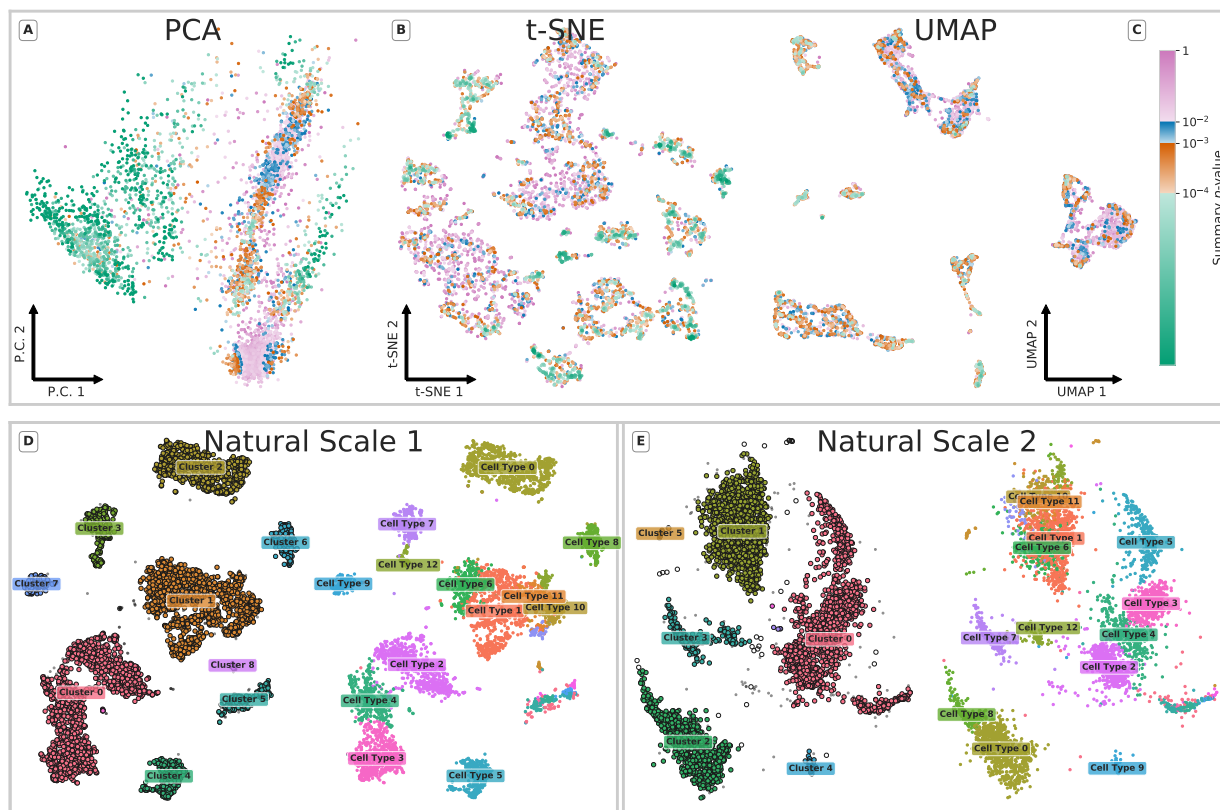 A
PCA
P.C. 2
P.C. 1
B
t-SNE
t-SNE 2
t-SNE 1
UMAP
C
UMAP 2
UMAP 1
1
10⁻²
10⁻³
10⁻⁴
Summary p-value
D
Natural Scale 1
Cluster 2
Cell Type 0
Cluster 3
Cell Type 7
Cluster 6
Cell Type 8
Cell Type 12
Cluster 7
Cell Type 9
Cell Type 6
Cluster 1
Cell Type 11
Cell Type 1
Cell Type 10
Cluster 8
Cell Type 2
Cluster 0
Cluster 5
Cell Type 4
Cell Type 3
Cluster 4
Cell Type 5
E
Natural Scale 2
Cell Type 11
Cluster 5
Cluster 1
Cell Type 1
Cell Type 6
Cell Type 5
Cell Type 3
Cluster 3
Cluster 0
Cell Type 7
Cell Type 12
Cell Type 4
Cell Type 2
Cell Type 8
Cluster 2
Cell Type 0
Cluster 4
Cell Type 9